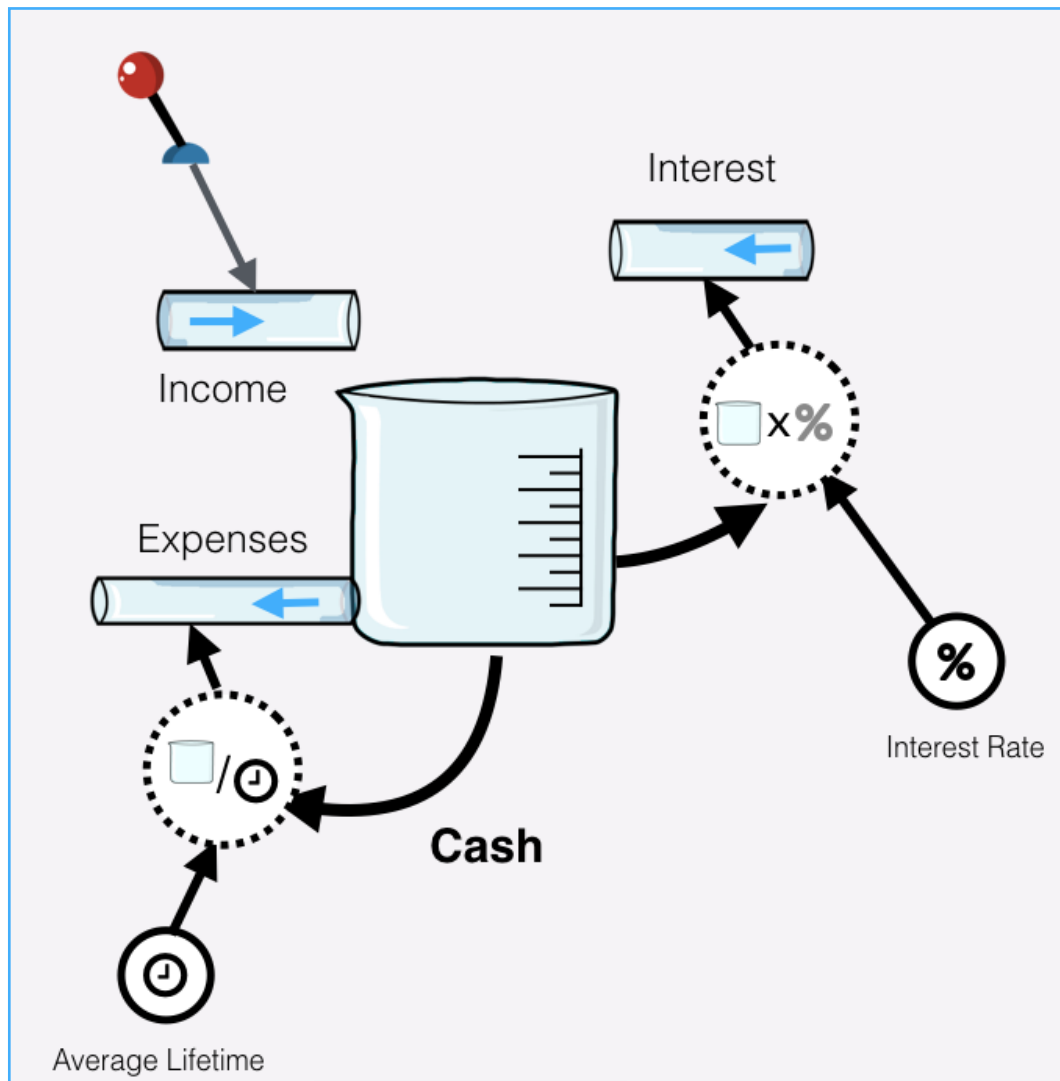 Interest
Income
x%
Expenses
%
Interest Rate
/
Cash
Average Lifetime